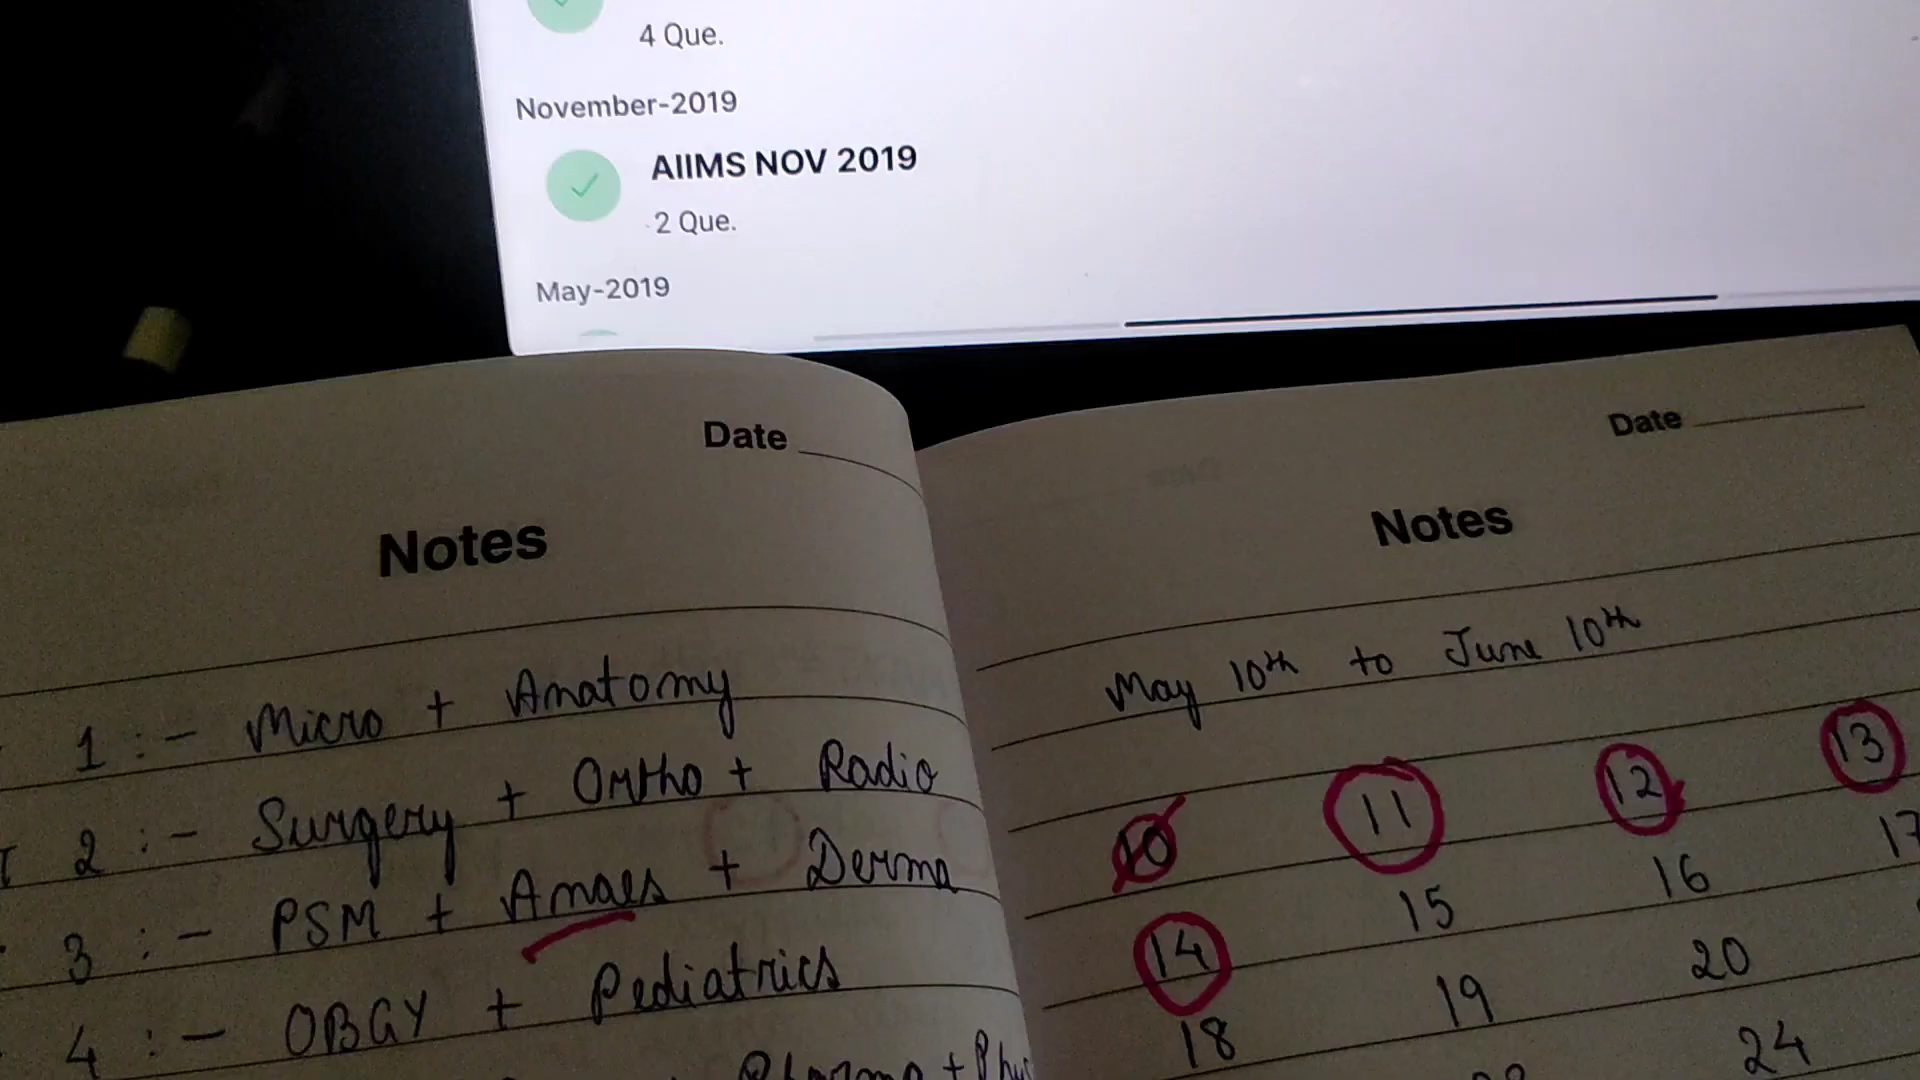 4 Que.
November-2019
AIIMS NOV 2019
2 Que.
May-2019
Date
Notes
1 :- Micro + Anatomy
2 :- Surgery + Ortho + Radio
3 :- PSM + Anaes + Derma
4 :- OBGY + Pediatrics
Date
Notes
May 10th to June 10th
10 11 12 13
14 15 16 17
18 19 20
24